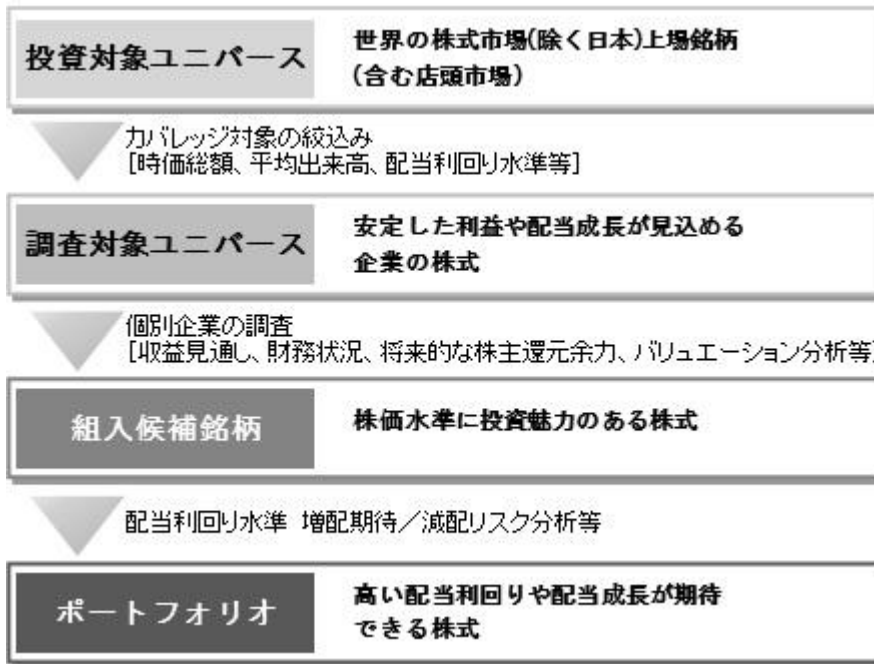 投資対象ユニバース
世界の株式市場(除く日本)上場銘柄
(含む店頭市場)
カバレッジ対象の絞込み
[時価総額、平均出来高、配当利回り水準等]
調査対象ユニバース
安定した利益や配当成長が見込める
企業の株式
個別企業の調査
[収益見通し、財務状況、将来的な株主還元余力、バリュエーション分析等]
組入候補銘柄
株価水準に投資魅力のある株式
配当利回り水準 増配期待／減配リスク分析等
ポートフォリオ
高い配当利回りや配当成長が期待
できる株式